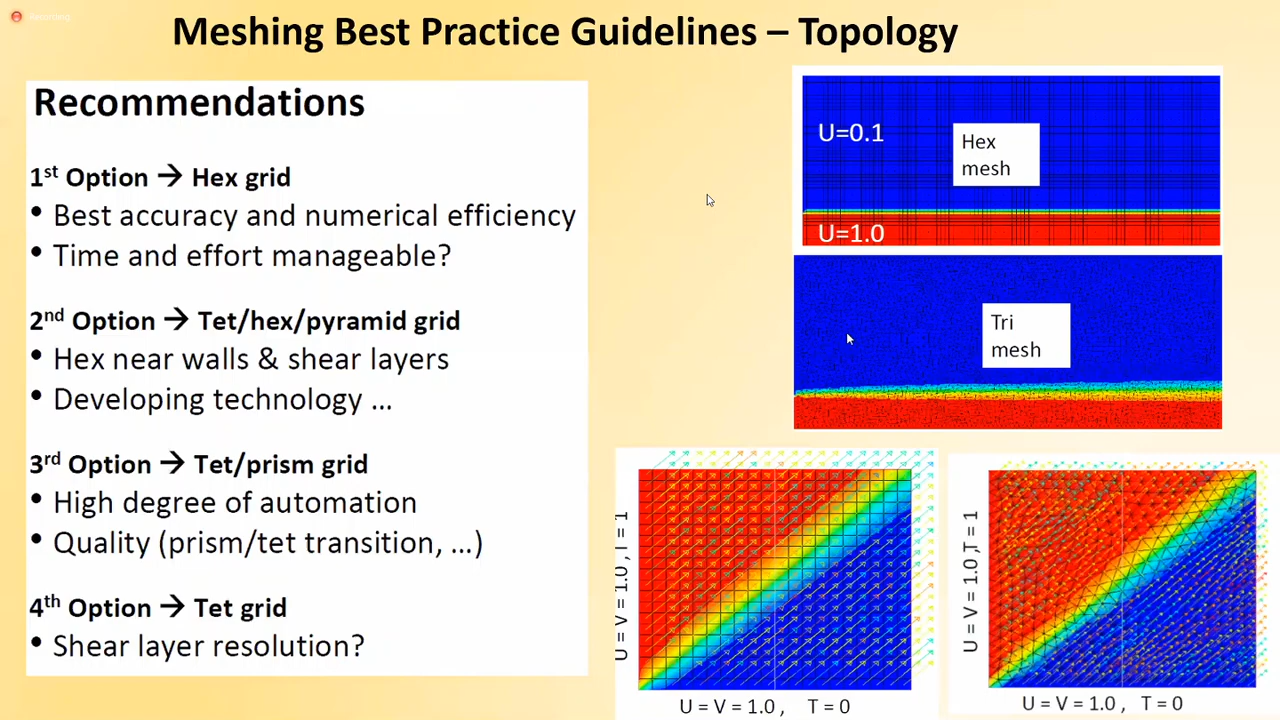 Recording
Meshing Best Practice Guidelines – Topology
Recommendations
1st Option → Hex grid
• Best accuracy and numerical efficiency
• Time and effort manageable?
2nd Option → Tet/hex/pyramid grid
• Hex near walls & shear layers
• Developing technology ...
3rd Option → Tet/prism grid
• High degree of automation
• Quality (prism/tet transition, ...)
4th Option → Tet grid
• Shear layer resolution?
U=0.1
Hex
mesh
U=1.0
Tri
mesh
U = V = 1.0 , T = 1
U = V = 1.0 , T = 0
U = V = 1.0 ,T = 1
U = V = 1.0 , T = 0